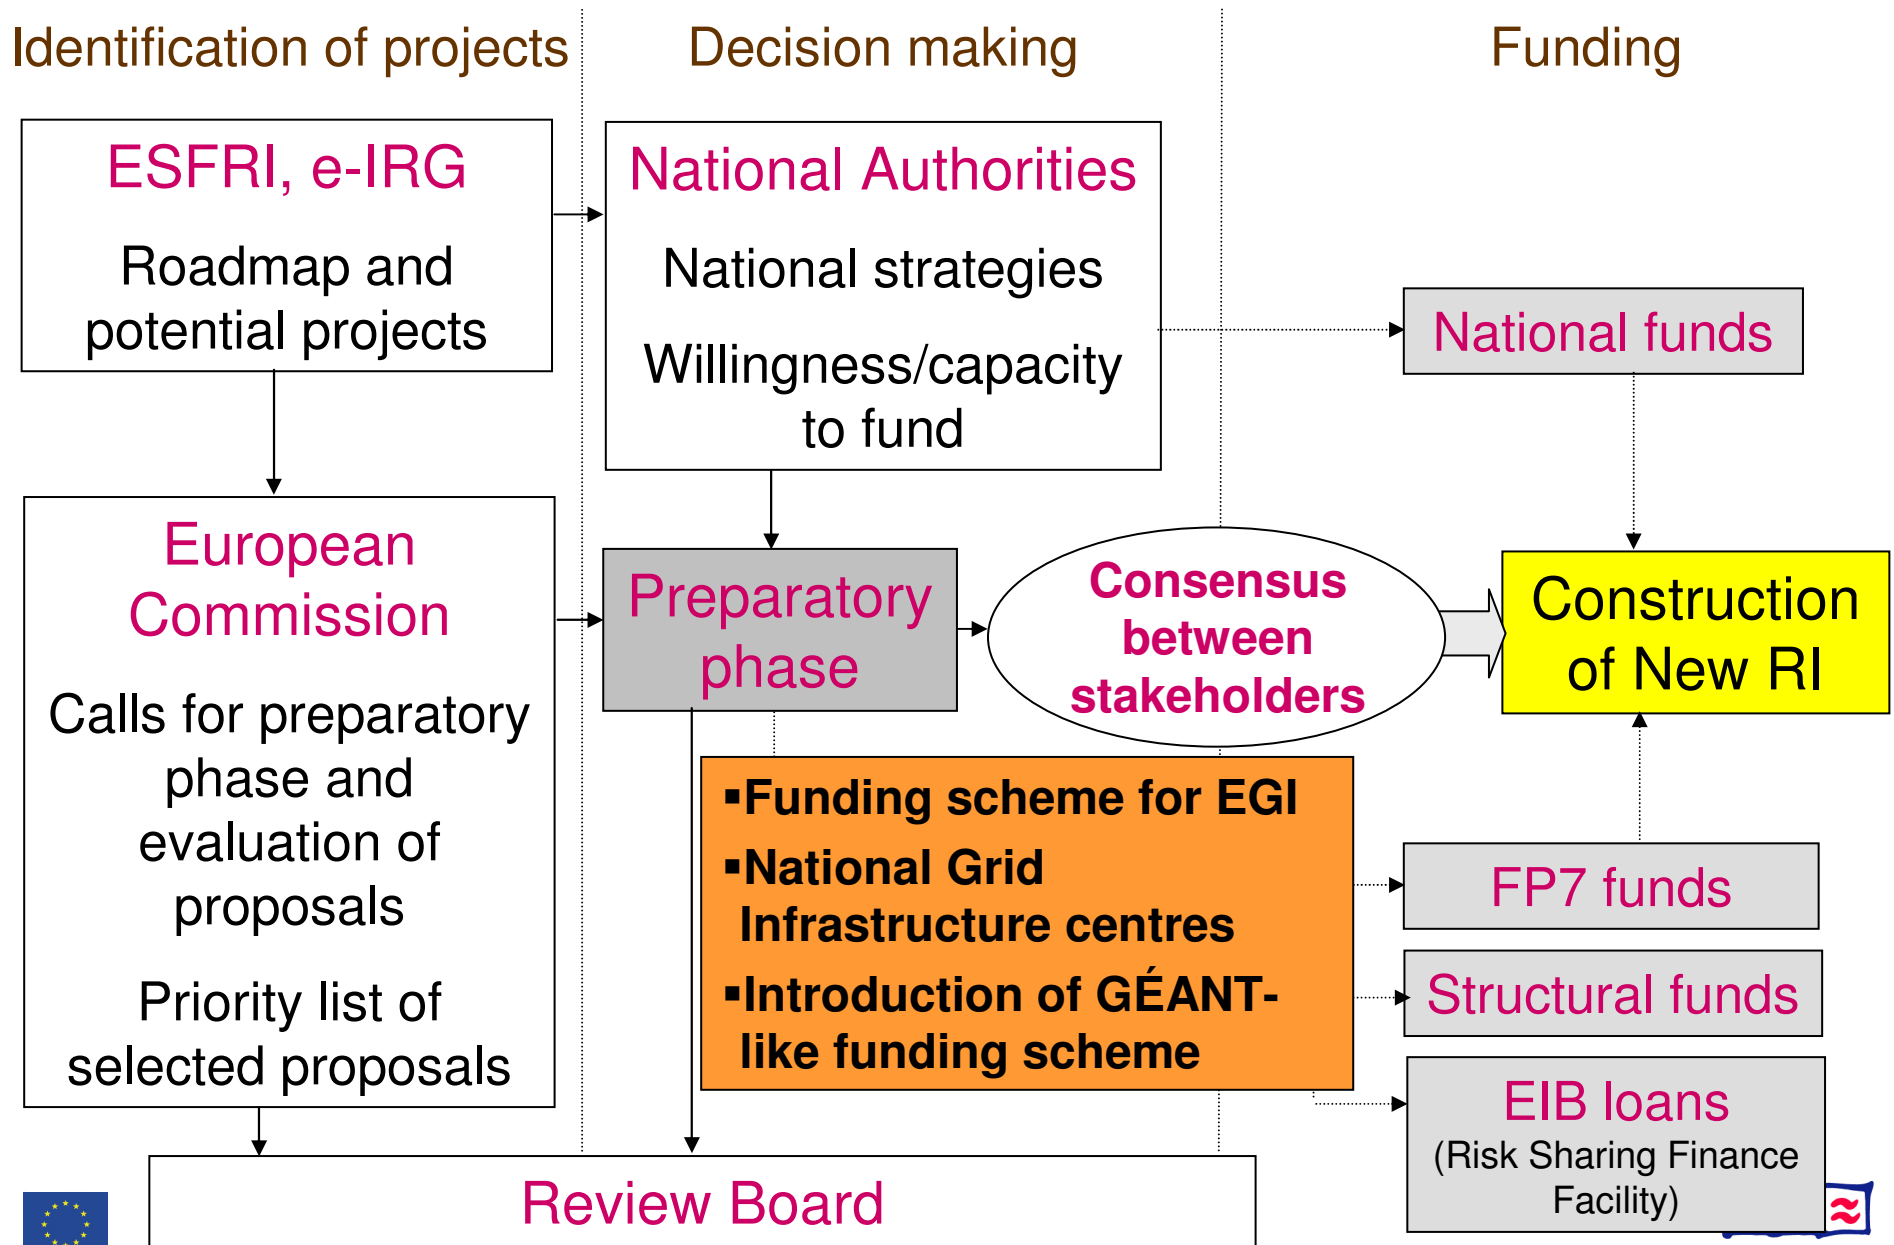 Identification of projects
Decision making
Funding
ESFRI, e-IRG
Roadmap and
potential projects
National Authorities
National strategies
Willingness/capacity
to fund
National funds
European
Commission
Calls for preparatory
phase and
evaluation of
proposals
Priority list of
selected proposals
Preparatory
phase
Consensus
between
stakeholders
Construction
of New RI
▪Funding scheme for EGI
▪National Grid
Infrastructure centres
▪Introduction of GÉANT-
like funding scheme
FP7 funds
Structural funds
EIB loans
(Risk Sharing Finance
Facility)
Review Board